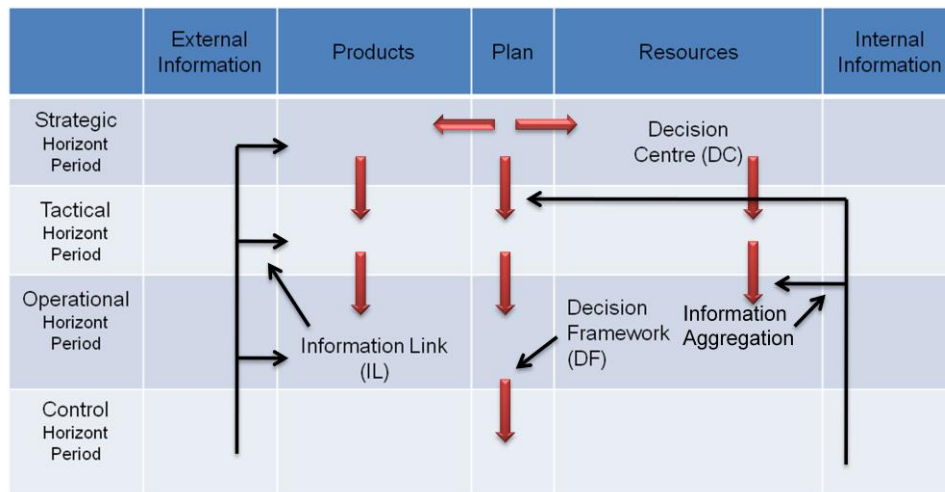 External
Information
Products
Plan
Resources
Internal
Information
Strategic
Horizont
Period
Decision
Centre (DC)
Tactical
Horizont
Period
Operational
Horizont
Period
Information Link
(IL)
Decision
Framework
(DF)
Information
Aggregation
Control
Horizont
Period